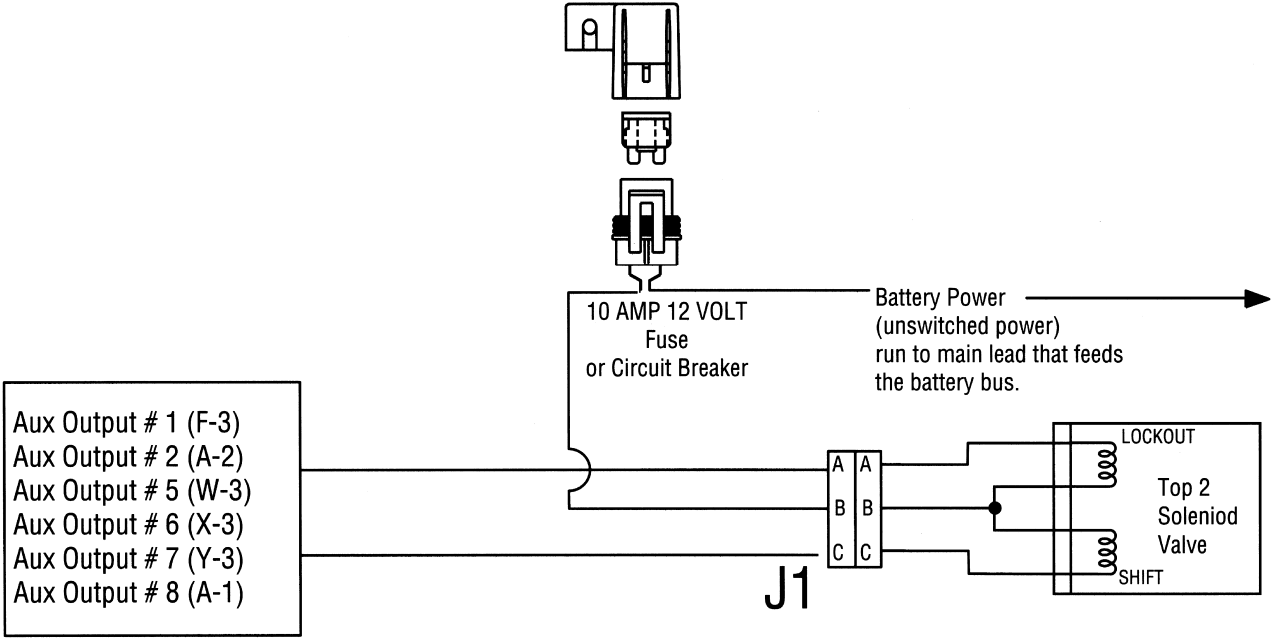 10 AMP 12 VOLT
Fuse
or Circuit Breaker
Battery Power
(unswitched power)
run to main lead that feeds
the battery bus.
Aux Output # 1 (F-3)
Aux Output # 2 (A-2)
Aux Output # 5 (W-3)
Aux Output # 6 (X-3)
Aux Output # 7 (Y-3)
Aux Output # 8 (A-1)
A A
B B
C C
J1
LOCKOUT
Top 2
Soleniod
Valve
SHIFT